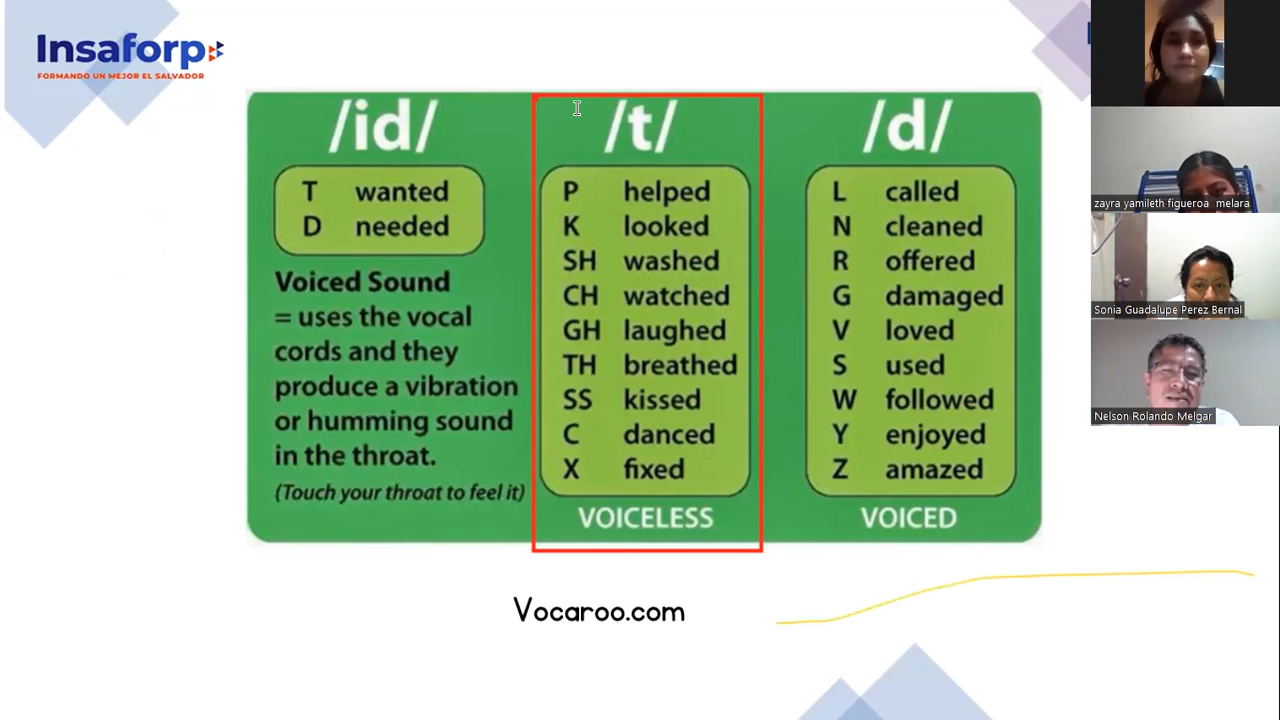 Insaforp
FORMANDO UN MEJOR EL SALVADOR
/id/
T wanted
D needed
Voiced Sound
= uses the vocal
cords and they
produce a vibration
or humming sound
in the throat.
(Touch your throat to feel it)
/t/
P helped
K looked
SH washed
CH watched
GH laughed
TH breathed
SS kissed
C danced
X fixed
VOICELESS
/d/
L called
N cleaned
R offered
G damaged
V loved
S used
W followed
Y enjoyed
Z amazed
VOICED
Vocaroo.com
zayra yamileth figueroa melara
Sonia Guadalupe Perez Bernal
Nelson Rolando Melgar